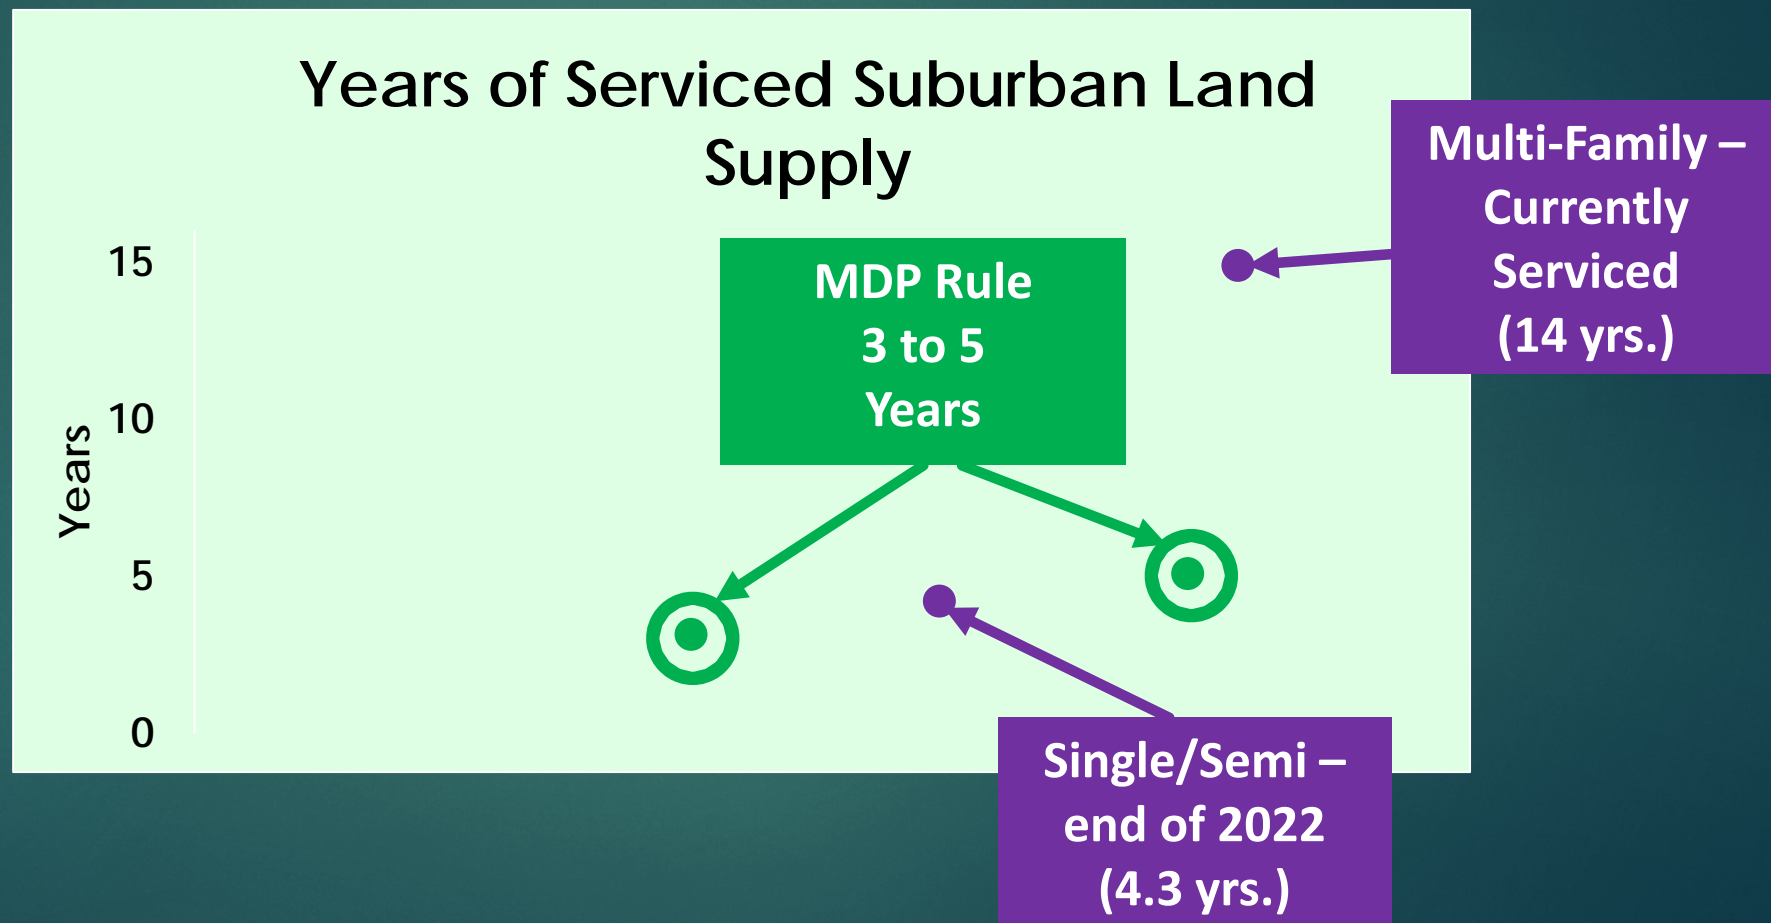 Years of Serviced Suburban Land
Supply
Multi-Family –
Currently
Serviced
(14 yrs.)
MDP Rule
3 to 5
Years
15
10
5
0
Years
Single/Semi –
end of 2022
(4.3 yrs.)